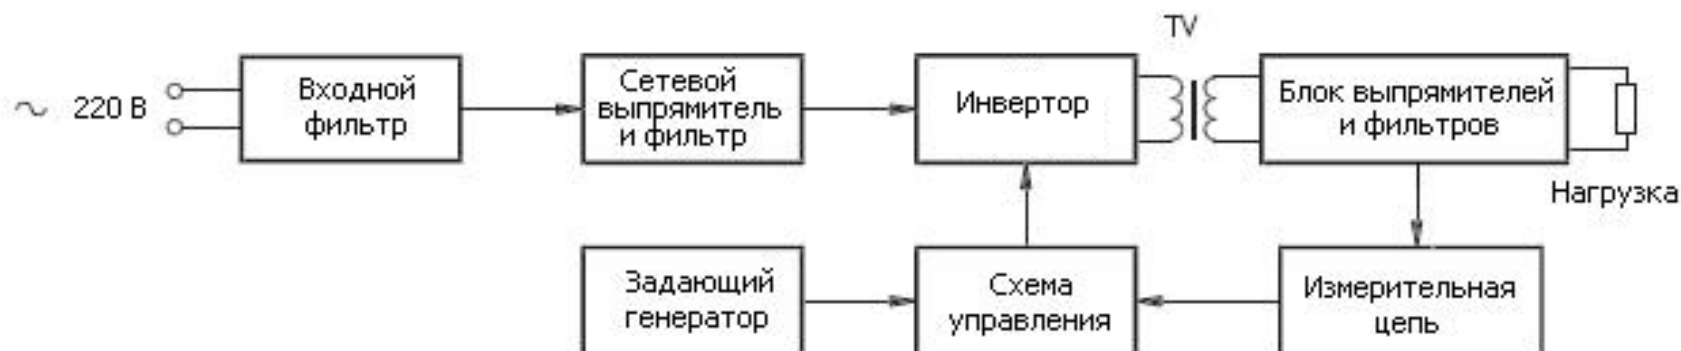 TV
~ 220 В
Входной
фильтр
Сетевой
выпрямитель
и фильтр
Инвертор
Блок выпрямителей
и фильтров
Нагрузка
Задающий
генератор
Схема
управления
Измерительная
цепь